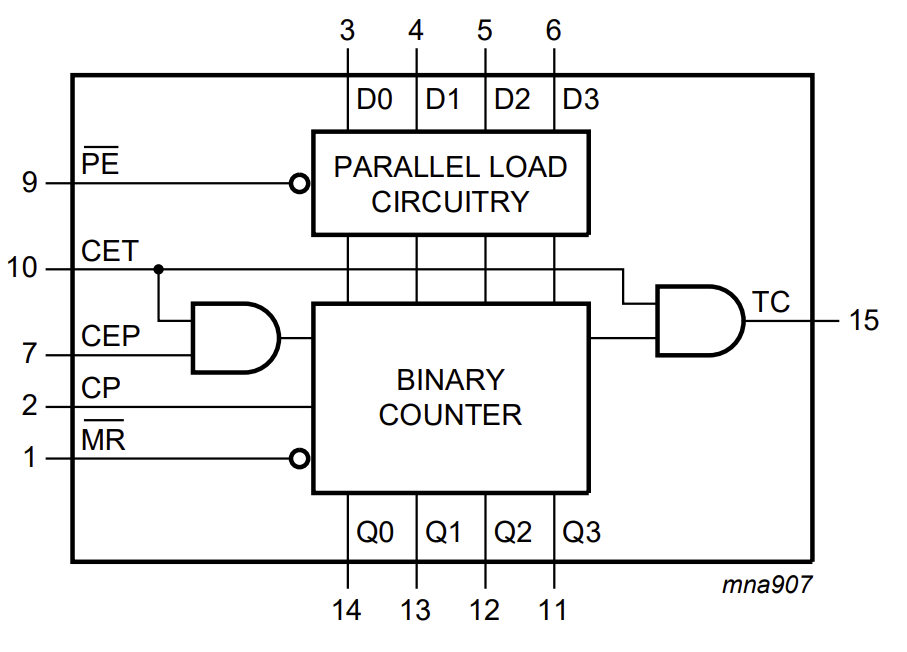 3 4 5 6
D0 D1 D2 D3
PE
9
PARALLEL LOAD
CIRCUITRY
CET
10
TC
15
CEP
7
CP
2
BINARY
COUNTER
MR
1
Q0 Q1 Q2 Q3
mna907
14 13 12 11